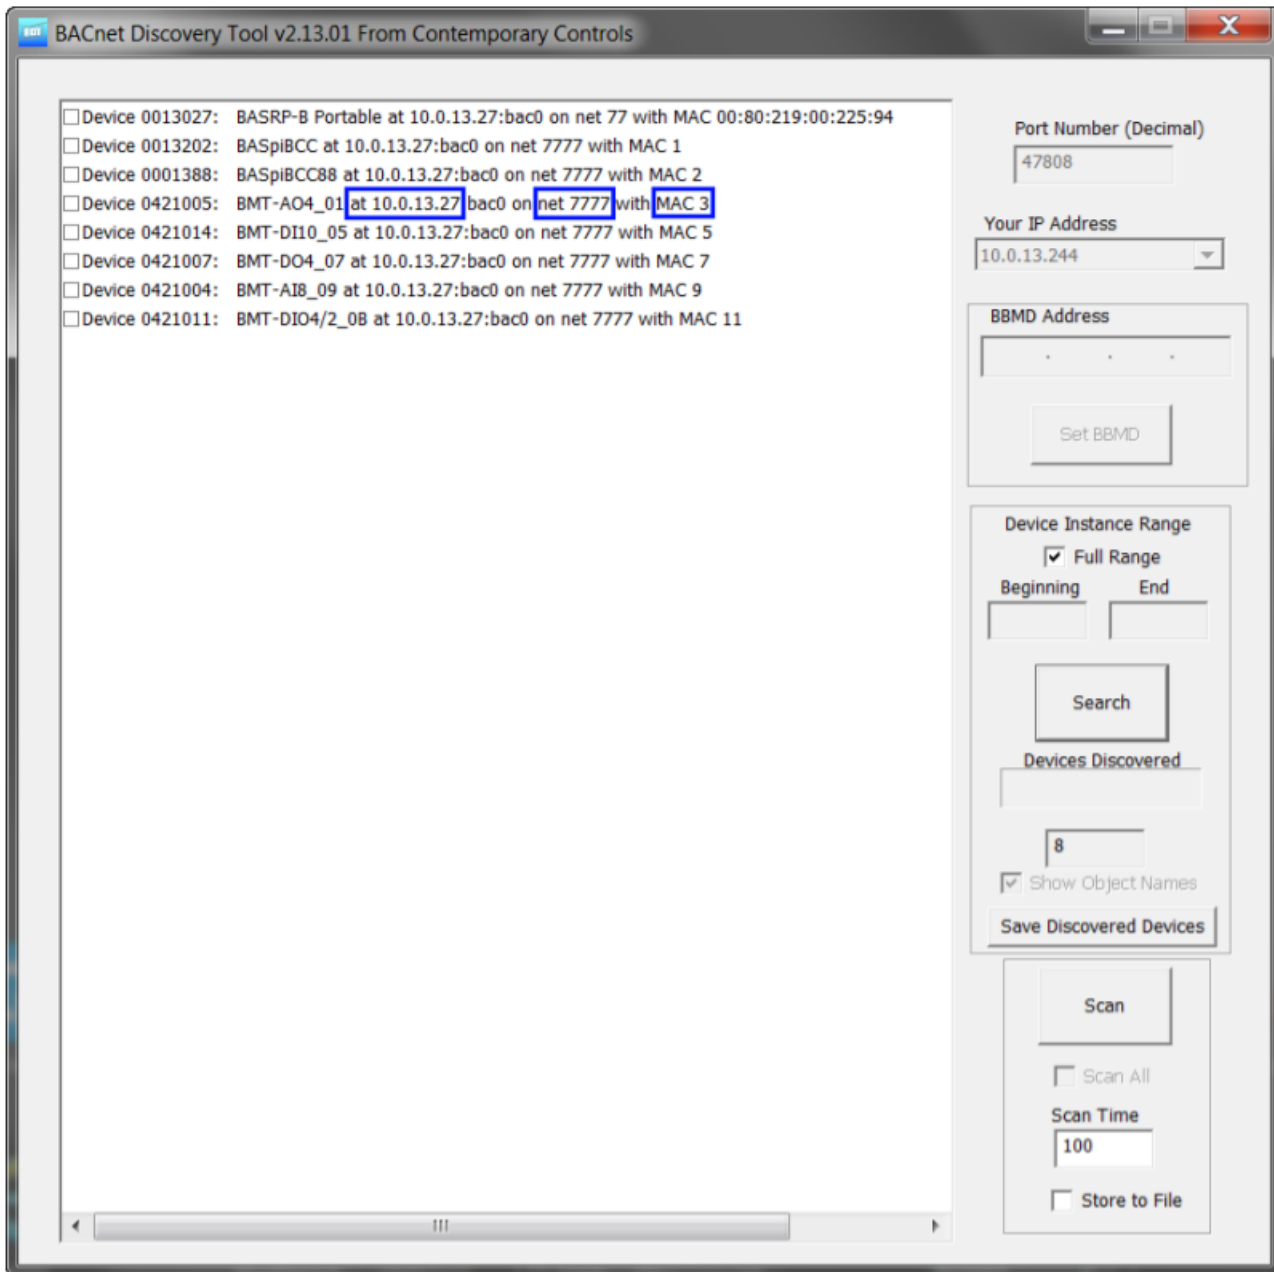 BACnet Discovery Tool v2.13.01 From Contemporary Controls
Device 0013027: BASRP-B Portable at 10.0.13.27:bac0 on net 77 with MAC 00:80:219:00:225:94
Device 0013202: BASpiBCC at 10.0.13.27:bac0 on net 7777 with MAC 1
Device 0001388: BASpiBCC88 at 10.0.13.27:bac0 on net 7777 with MAC 2
Device 0421005: BMT-AO4_01 at 10.0.13.27 bac0 on net 7777 with MAC 3
Device 0421014: BMT-DI10_05 at 10.0.13.27:bac0 on net 7777 with MAC 5
Device 0421007: BMT-DO4_07 at 10.0.13.27:bac0 on net 7777 with MAC 7
Device 0421004: BMT-AI8_09 at 10.0.13.27:bac0 on net 7777 with MAC 9
Device 0421011: BMT-DIO4/2_0B at 10.0.13.27:bac0 on net 7777 with MAC 11
Port Number (Decimal)
47808
Your IP Address
10.0.13.244
BBMD Address
. . .
Set BBMD
Device Instance Range
Full Range
Beginning End
Search
Devices Discovered
8
Show Object Names
Save Discovered Devices
Scan
Scan All
Scan Time
100
Store to File